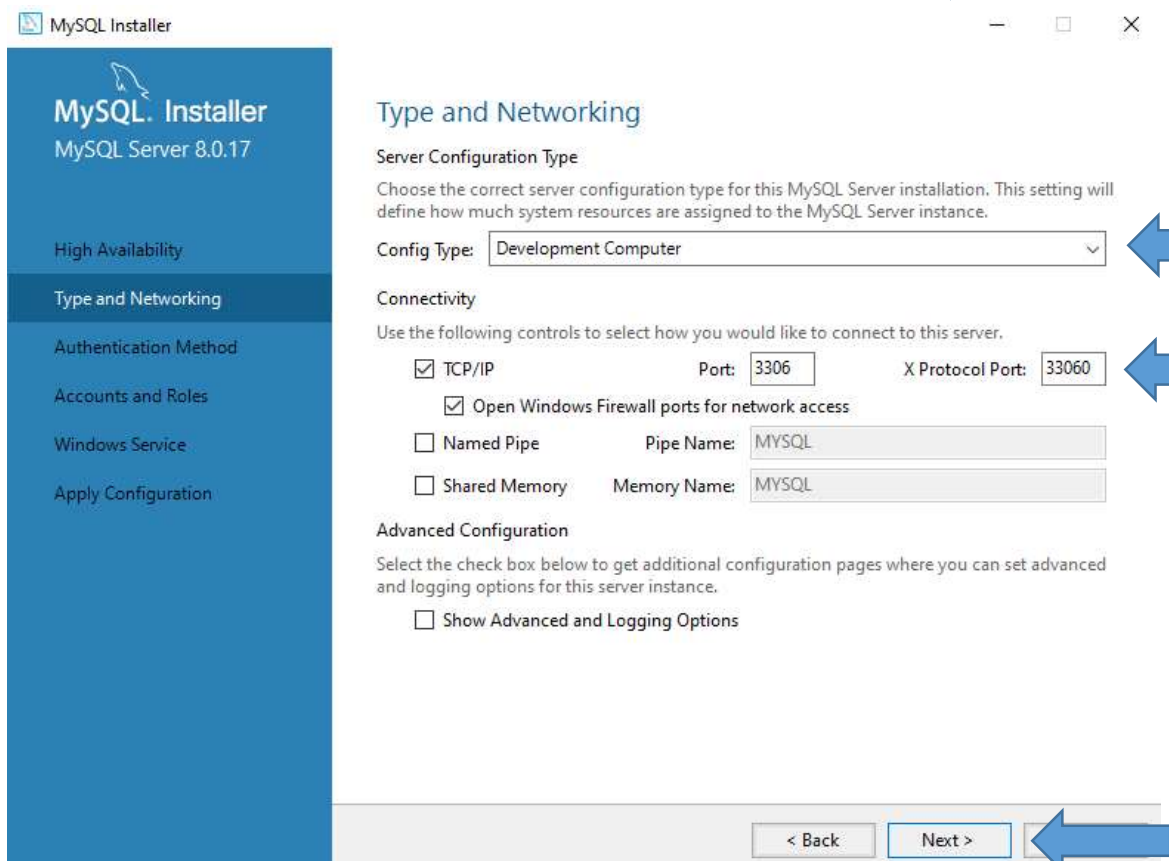 MySQL Installer
MySQL. Installer
MySQL Server 8.0.17
High Availability
Type and Networking
Authentication Method
Accounts and Roles
Windows Service
Apply Configuration
Type and Networking
Server Configuration Type
Choose the correct server configuration type for this MySQL Server installation. This setting will
define how much system resources are assigned to the MySQL Server instance.
Config Type: Development Computer
Connectivity
Use the following controls to select how you would like to connect to this server.
TCP/IP Port: 3306 X Protocol Port: 33060
Open Windows Firewall ports for network access
Named Pipe Pipe Name: MYSQL
Shared Memory Memory Name: MYSQL
Advanced Configuration
Select the check box below to get additional configuration pages where you can set advanced
and logging options for this server instance.
Show Advanced and Logging Options
< Back Next >